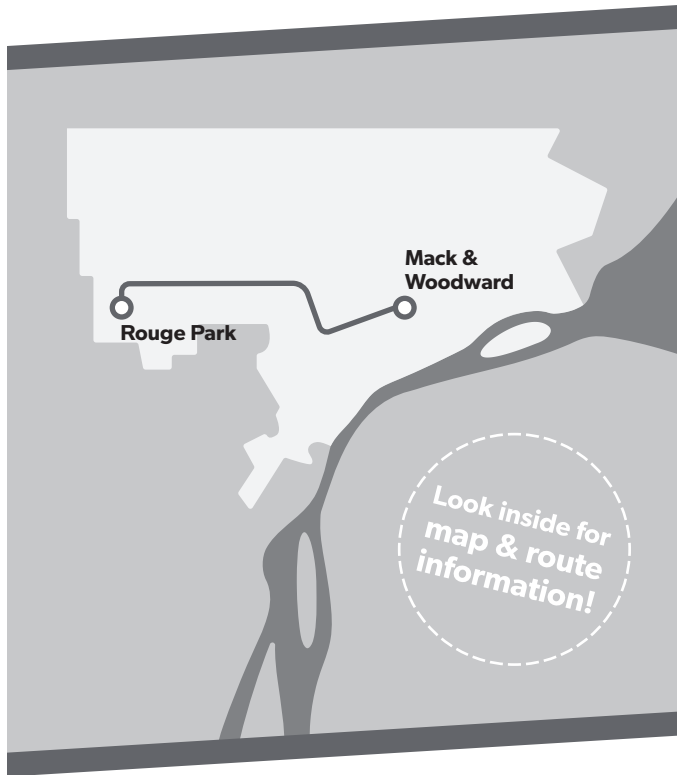 Mack &
Woodward
Rouge Park
Look inside for
map & route
information!